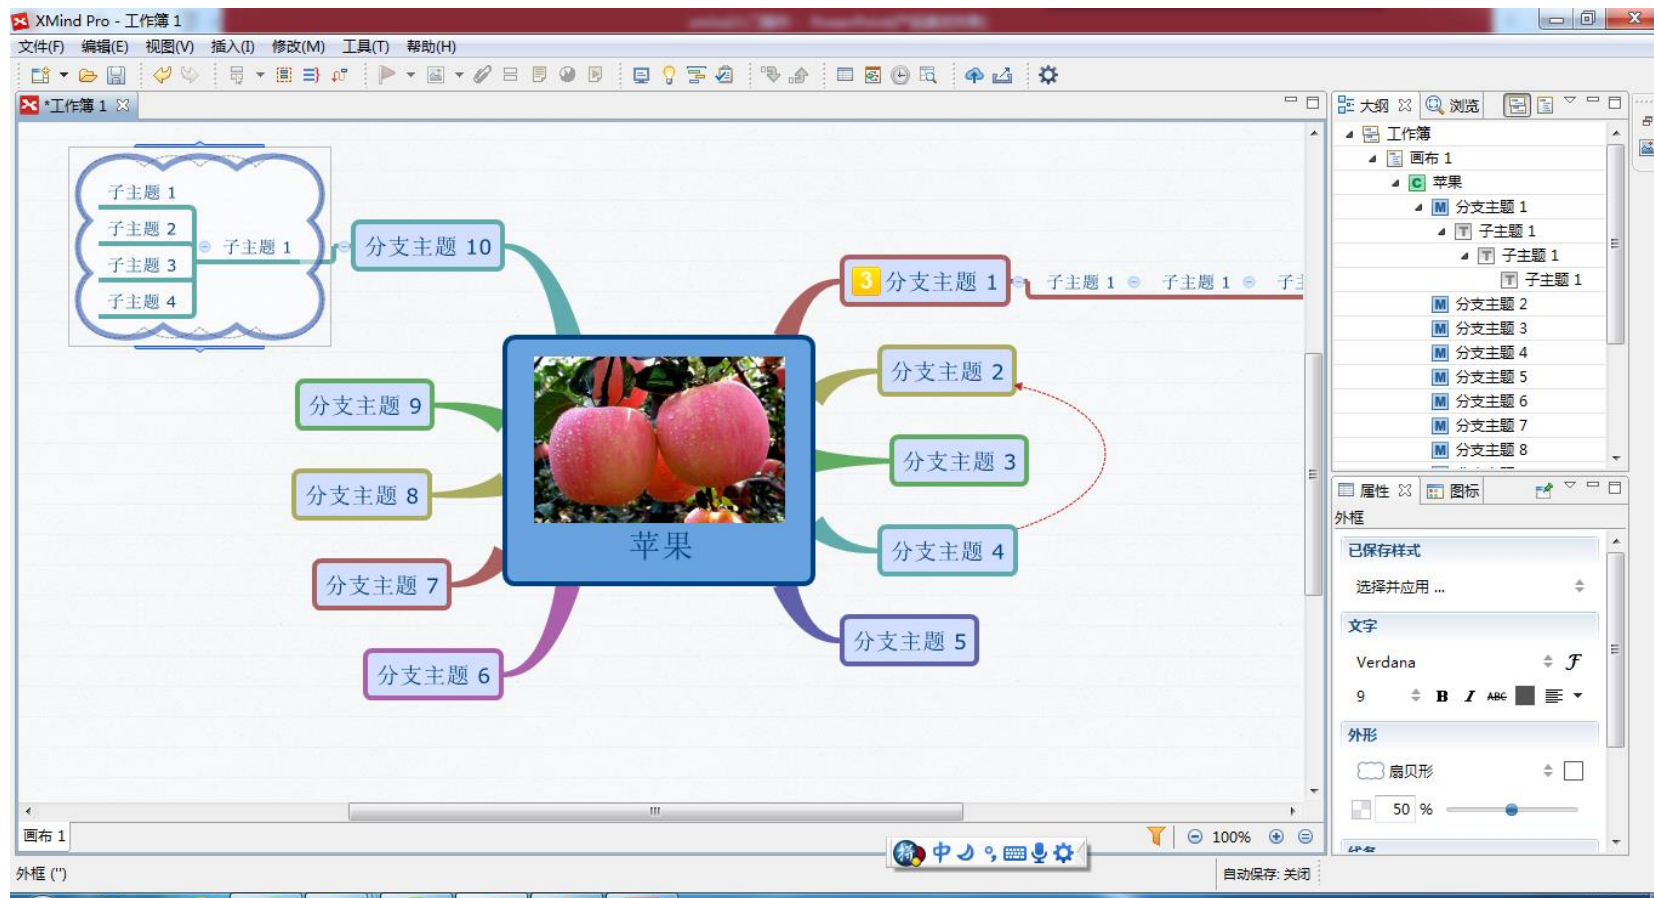 XMind Pro - 工作簿 1
文件(F) 编辑(E) 视图(V) 插入(I) 修改(M) 工具(T) 帮助(H)
*工作簿 1
子主题 1
子主题 2
子主题 3
子主题 4
子主题 1
分支主题 10
分支主题 9
分支主题 8
分支主题 7
分支主题 6
苹果
3 分支主题 1
子主题 1
子主题 1
分支主题 2
分支主题 3
分支主题 4
分支主题 5
画布 1
100%
外框 (")
自动保存: 关闭
拼 中
大纲 浏览
工作簿
画布 1
C 苹果
M 分支主题 1
T 子主题 1
T 子主题 1
T 子主题 1
M 分支主题 2
M 分支主题 3
M 分支主题 4
M 分支主题 5
M 分支主题 6
M 分支主题 7
M 分支主题 8
属性 图标
外框
已保存样式
选择并应用 ...
文字
Verdana
9 B I ABC
外形
扇贝形
50 %